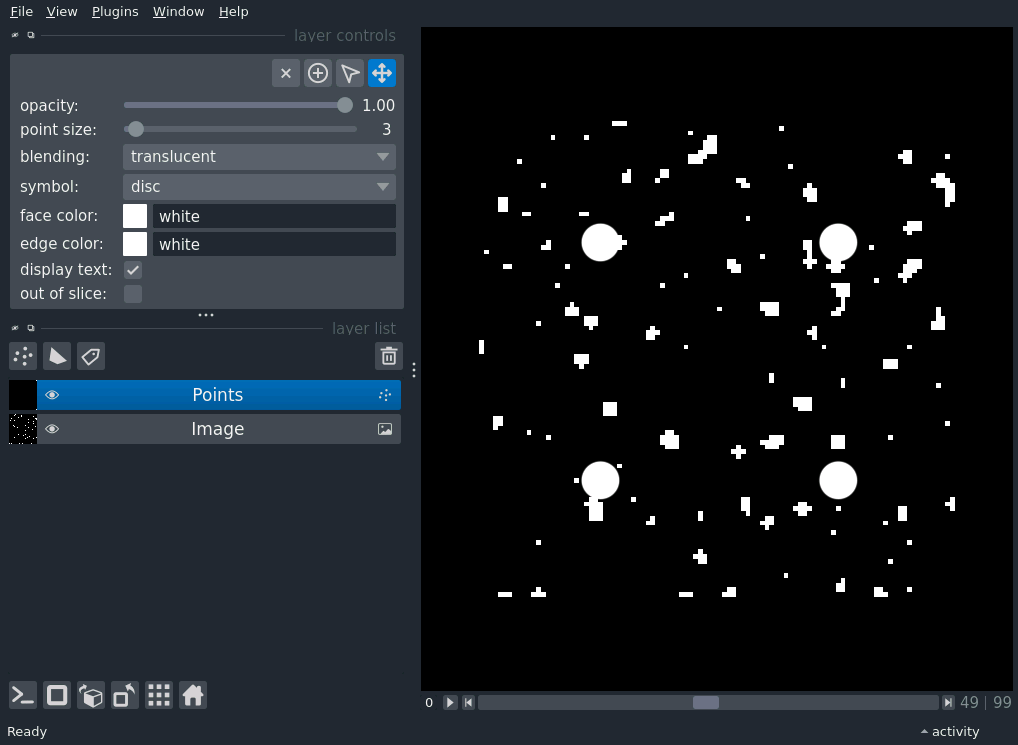 File View Plugins Window Help
layer controls
opacity: 1.00
point size: 3
blending: translucent
symbol: disc
face color: white
edge color: white
display text:
out of slice:
layer list
Points
Image
0 49 | 99
Ready activity